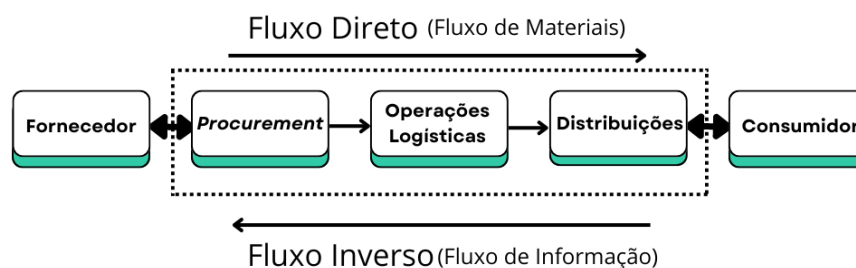 Fluxo Direto (Fluxo de Materiais)
Fornecedor
Procurement
Operações
Logísticas
Distribuições
Consumidor
Fluxo Inverso (Fluxo de Informação)